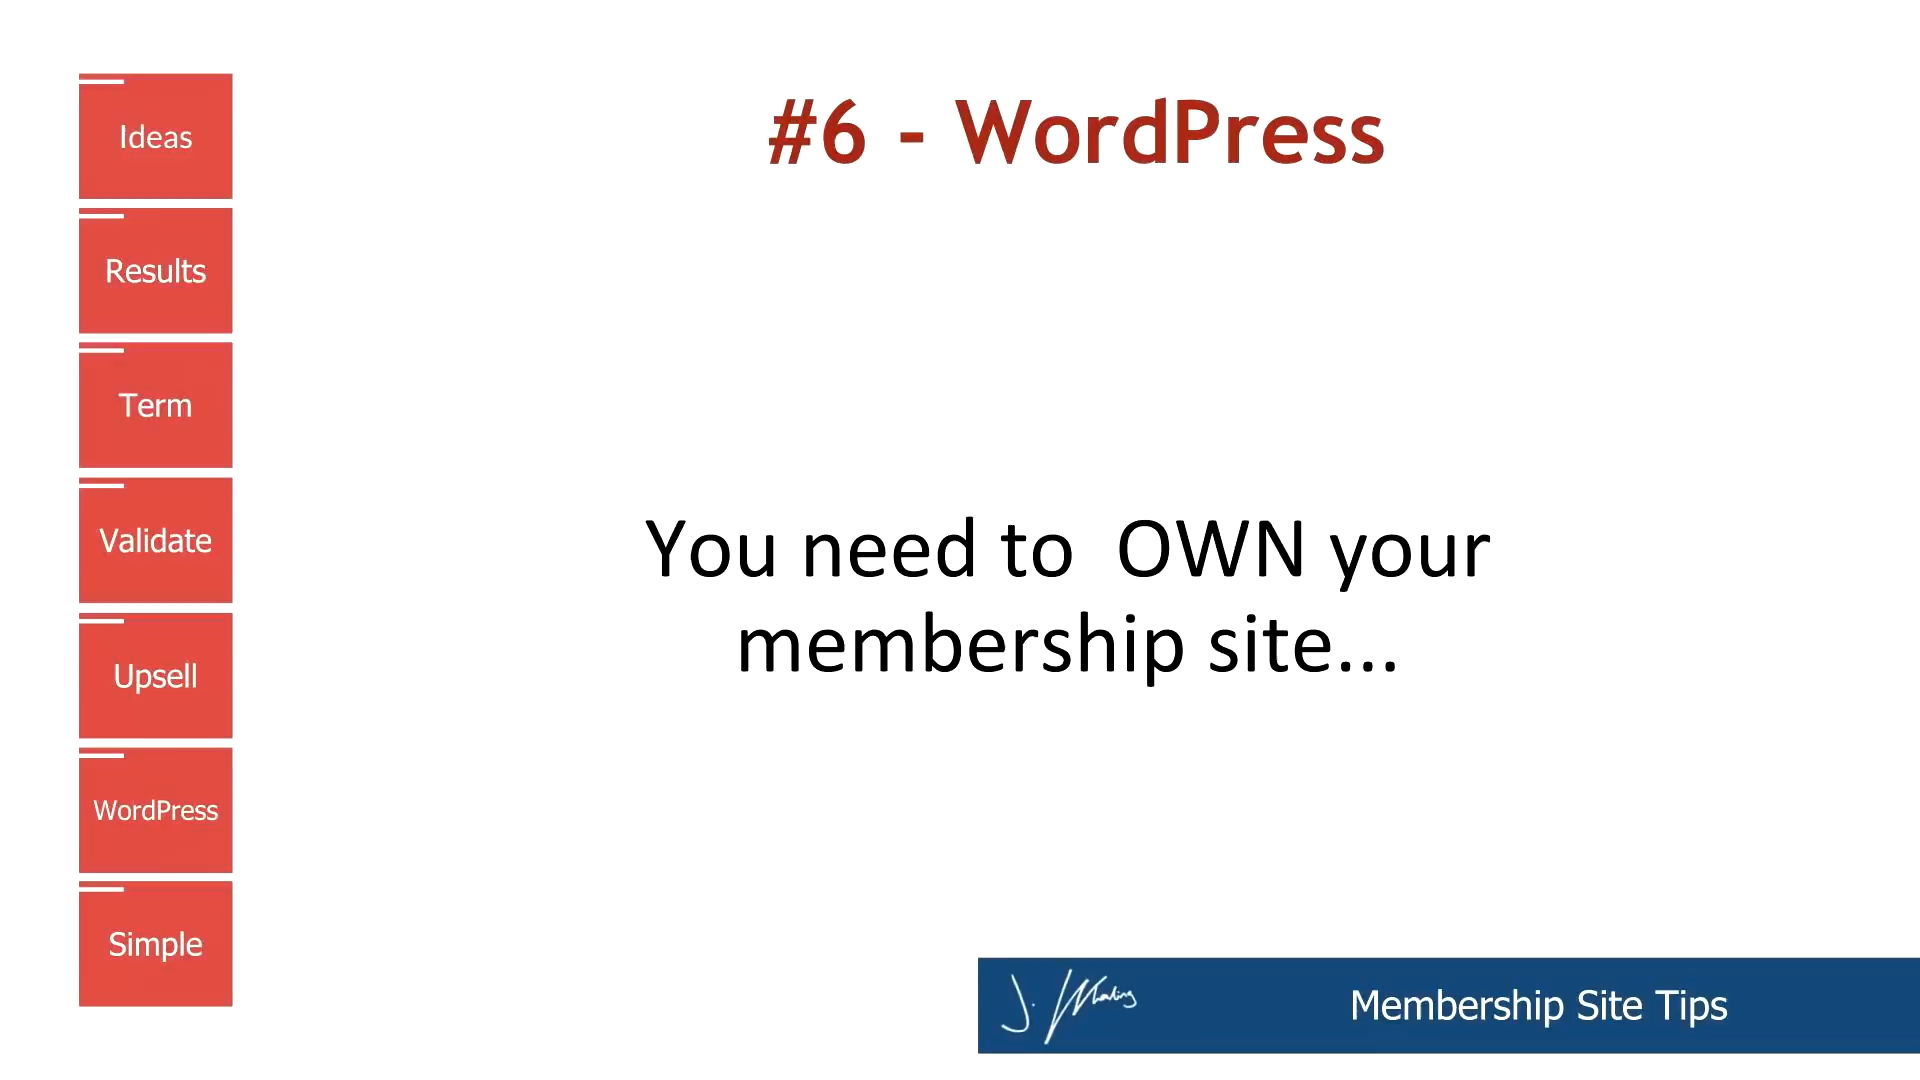 #6 - WordPress
Ideas
Results
Term
Validate
Upsell
WordPress
Simple
You need to  OWN your
membership site...
Membership Site Tips